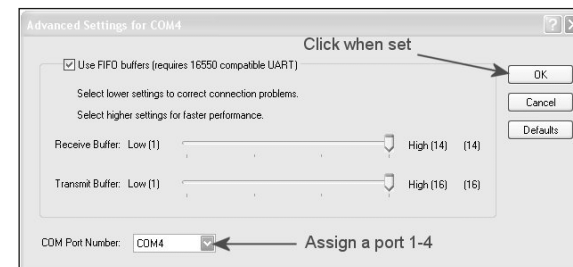 Advanced Settings for COM4
Click when set
Use FIFO buffers (requires 16550 compatible UART)
OK
Select lower settings to correct connection problems.
Cancel
Select higher settings for faster performance.
Defaults
Receive Buffer: Low (1) High (14) (14)
Transmit Buffer: Low (1) High (16) (16)
COM Port Number: COM4 Assign a port 1-4